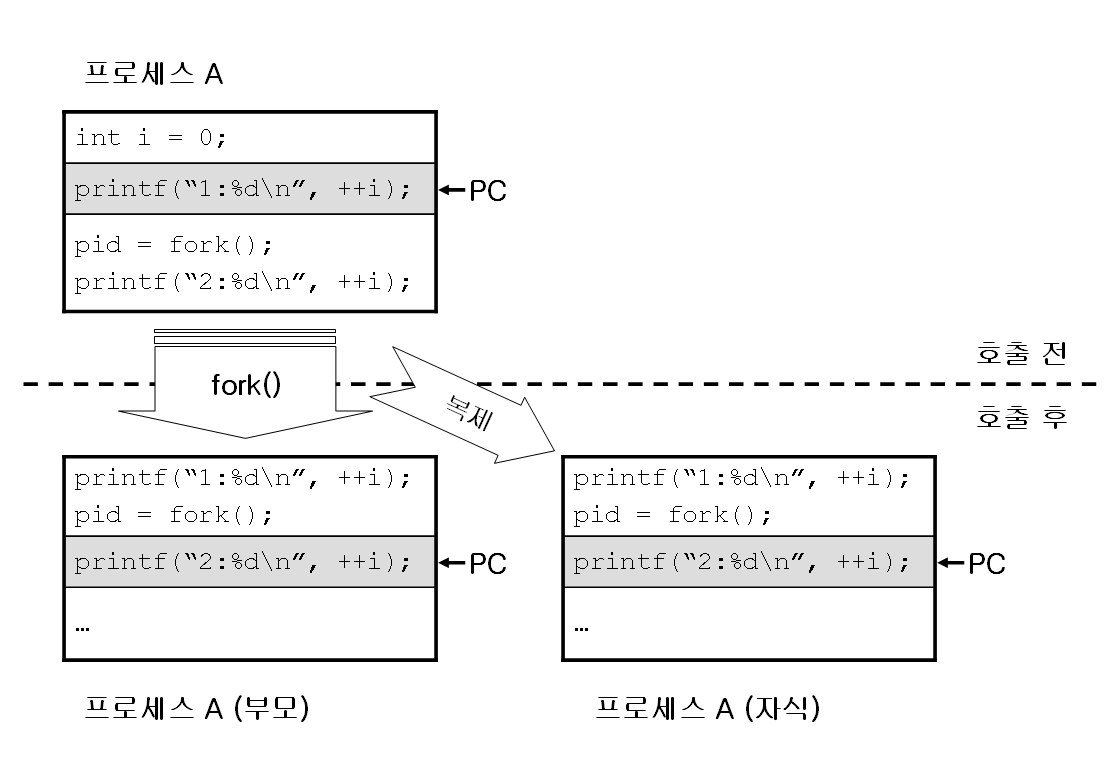 프로세스 A
int i = 0;
printf(“1:%d\n”, ++i);
PC
pid = fork();
printf(“2:%d\n”, ++i);
호출 전
fork()
복제
호출 후
printf(“1:%d\n”, ++i);
pid = fork();
printf(“2:%d\n”, ++i);
PC
…
프로세스 A (부모)
printf(“1:%d\n”, ++i);
pid = fork();
printf(“2:%d\n”, ++i);
PC
…
프로세스 A (자식)